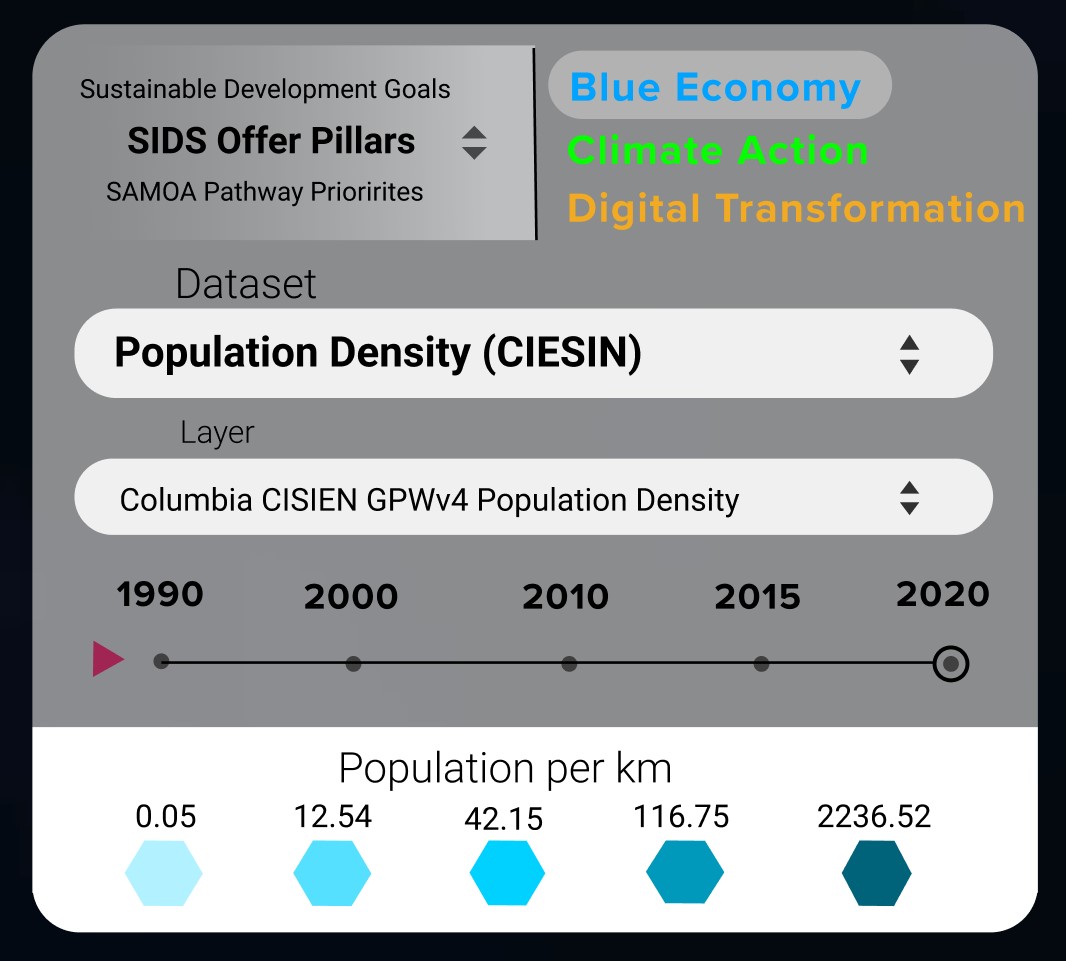 Sustainable Development Goals
SIDS Offer Pillars
SAMOA Pathway Prioririties
Blue Economy
Climate Action
Digital Transformation
Dataset
Population Density (CIESIN)
Layer
Columbia CISIEN GPWv4 Population Density
1990 2000 2010 2015 2020
Population per km
0.05 12.54 42.15 116.75 2236.52